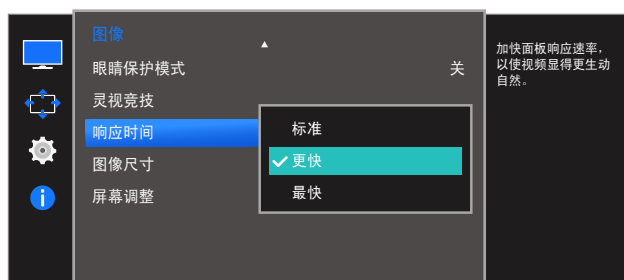 图像
眼睛保护模式 关
灵视竞技
响应时间
图像尺寸
屏幕调整
标准
更快
最快
加快面板响应速率，
以使视频显得更生动
自然。